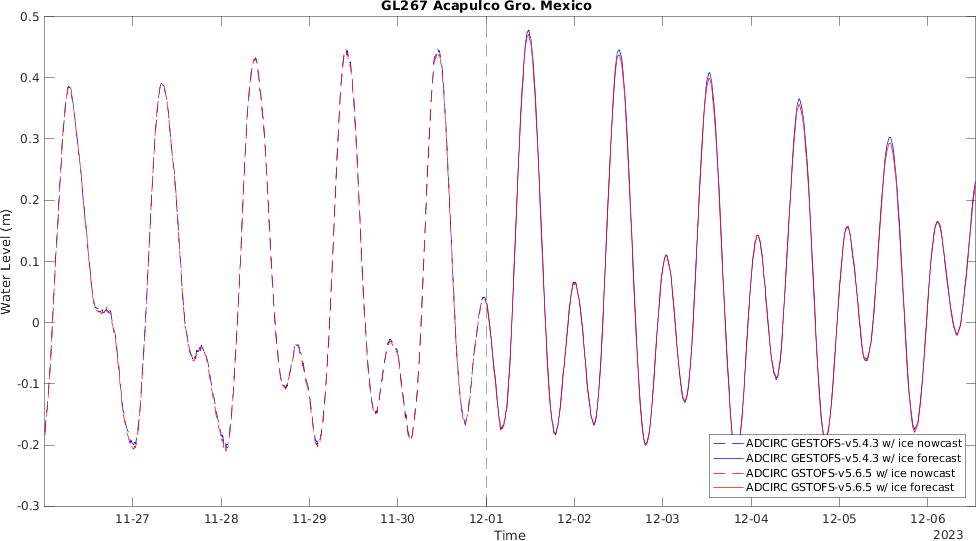 GL267 Acapulco Gro. Mexico
0.5
0.4
0.3
0.2
0.1
0
-0.1
-0.2
-0.3
Water Level (m)
ADCIRC GESTOFS-v5.4.3 w/ ice nowcast
ADCIRC GESTOFS-v5.4.3 w/ ice forecast
ADCIRC GSTOFS-v5.6.5 w/ ice nowcast
ADCIRC GSTOFS-v5.6.5 w/ ice forecast
11-27 11-28 11-29 11-30 12-01 12-02 12-03 12-04 12-05 12-06
Time 2023